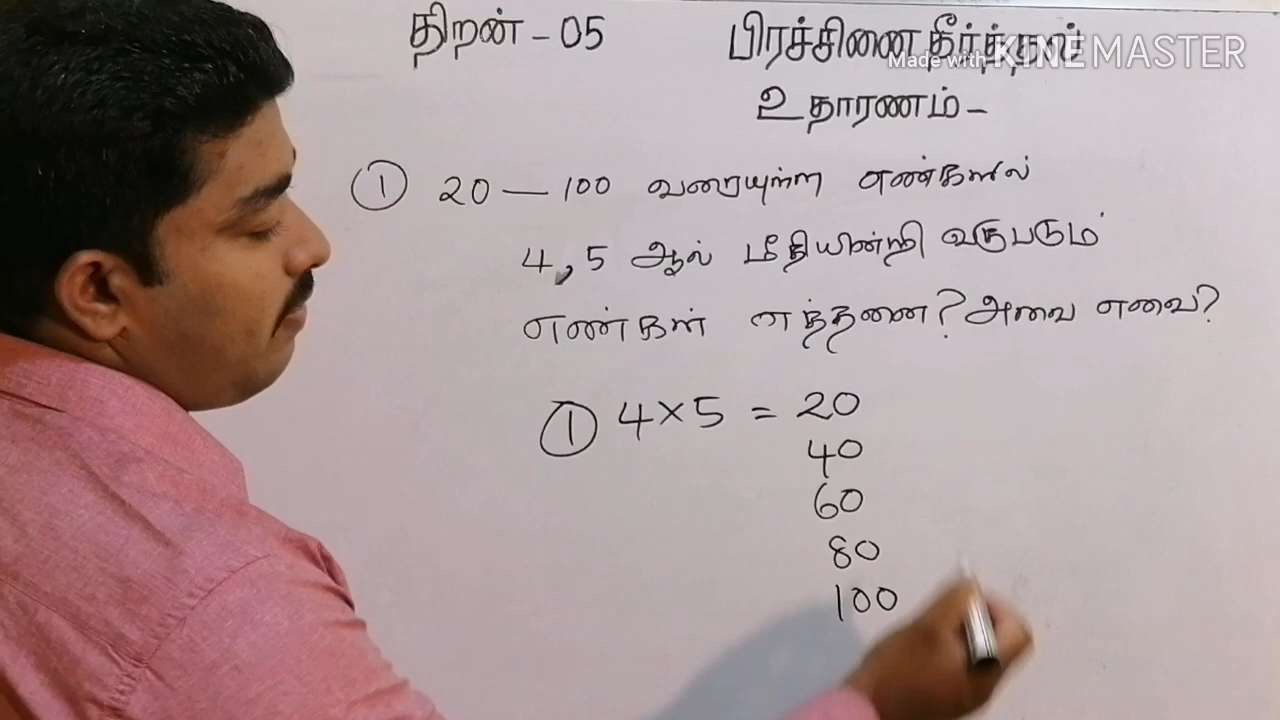 திறன் - 05
பிரச்சினை தீர்த்தல்
Made with KINEMASTER
உதாரணம் -
① 20 — 100 வரையுள்ள எண்களில்
4, 5 ஆல் மீதியின்றி வகுபடும்
எண்கள் எத்தனை? அவை எவை?
① 4 × 5 = 20
40
60
80
100